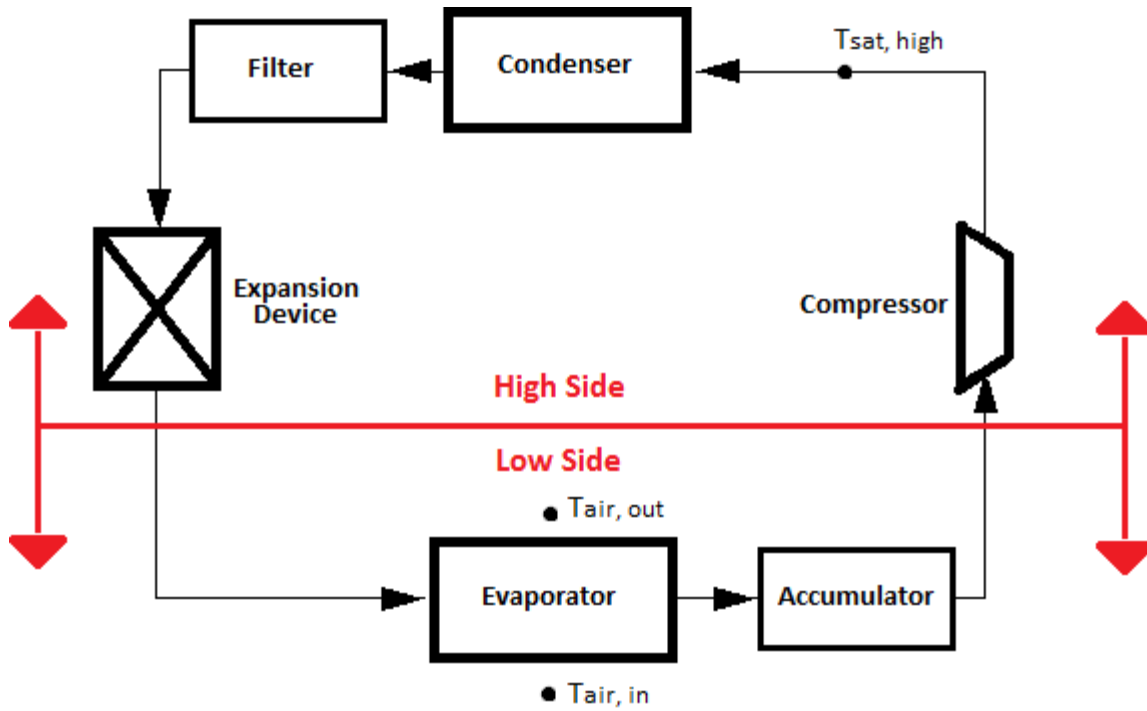 Tsat, high
Filter
Condenser
Expansion
Device
Compressor
High Side
Low Side
Tair, out
Evaporator
Accumulator
Tair, in